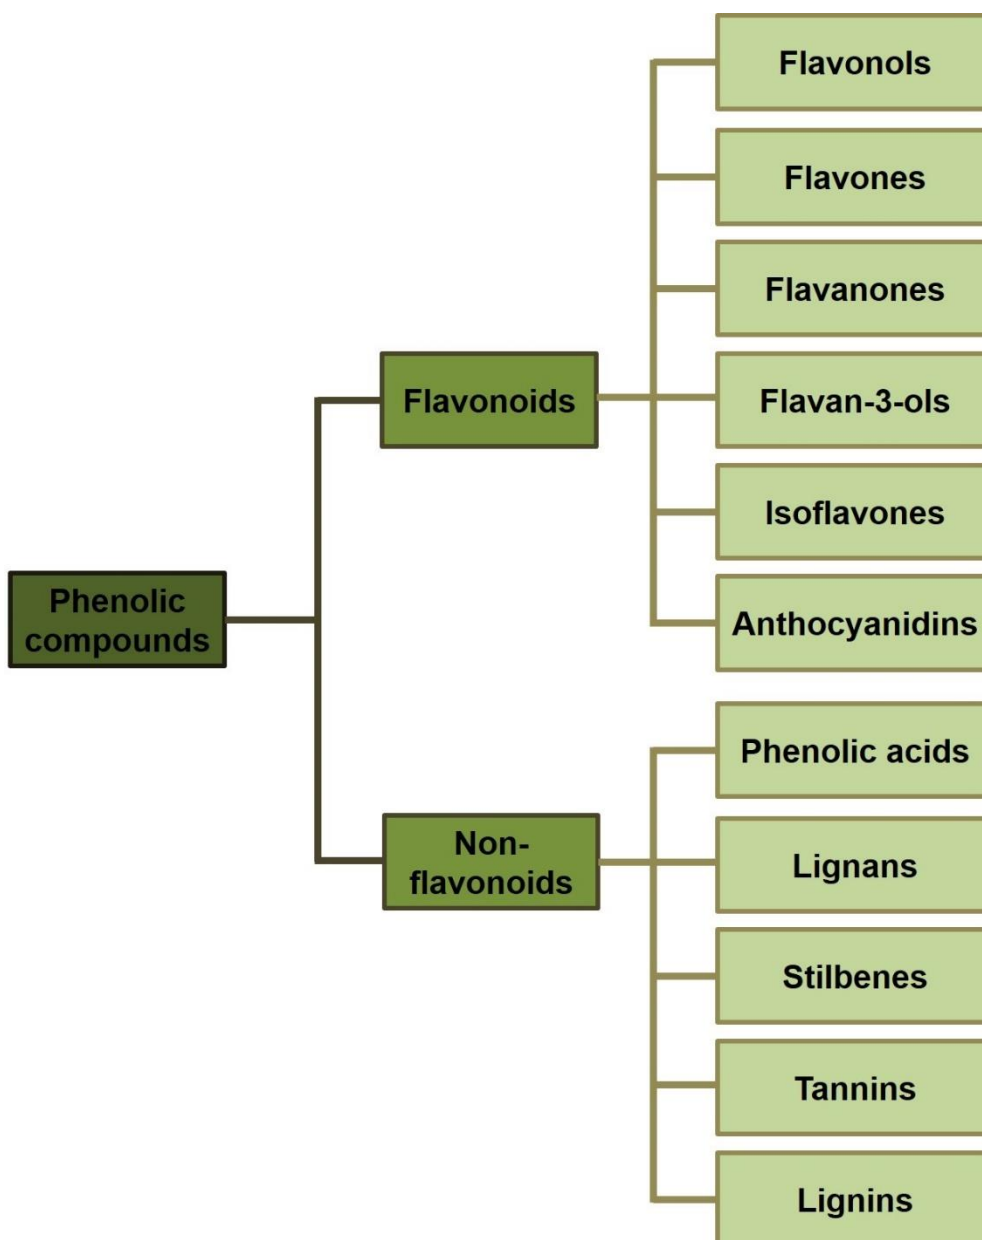 Phenolic
compounds
Flavonoids
Flavonols
Flavones
Flavanones
Flavan-3-ols
Isoflavones
Anthocyanidins
Non-
flavonoids
Phenolic acids
Lignans
Stilbenes
Tannins
Lignins